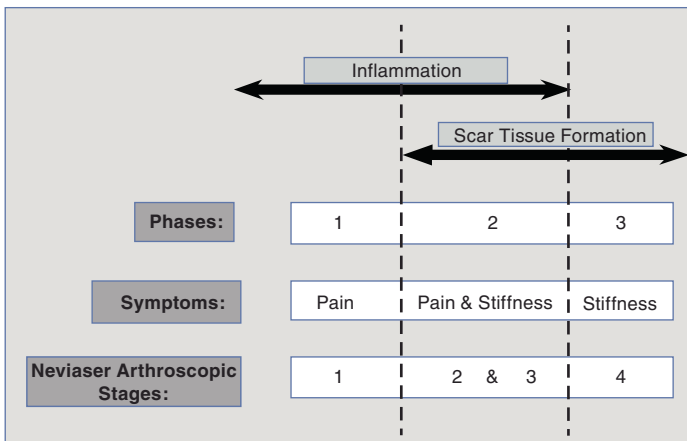 Inflammation
Scar Tissue Formation
Phases: 1 2 3
Symptoms: Pain Pain & Stiffness Stiffness
Neviaser Arthroscopic
Stages: 1 2 & 3 4